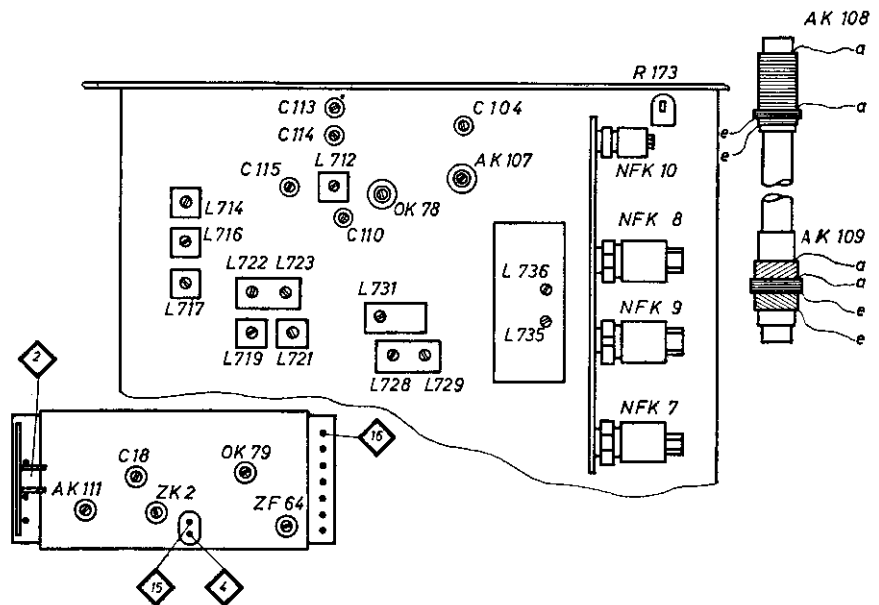 AK 108
a
R 173
C 113
C 104
C 114
a
e
e
L 712
AK 107
C 115
NFK 10
OK 78
L 714
C 110
NFK 8
L 716
AK 109
L 722 L 723
a
L 736
a
L 717
L 731
e
NFK 9
L 735
e
L 719 L 721
2
L 728 L 729
NFK 7
16
C 18
OK 79
AK 111
ZK 2
ZF 64
15
4